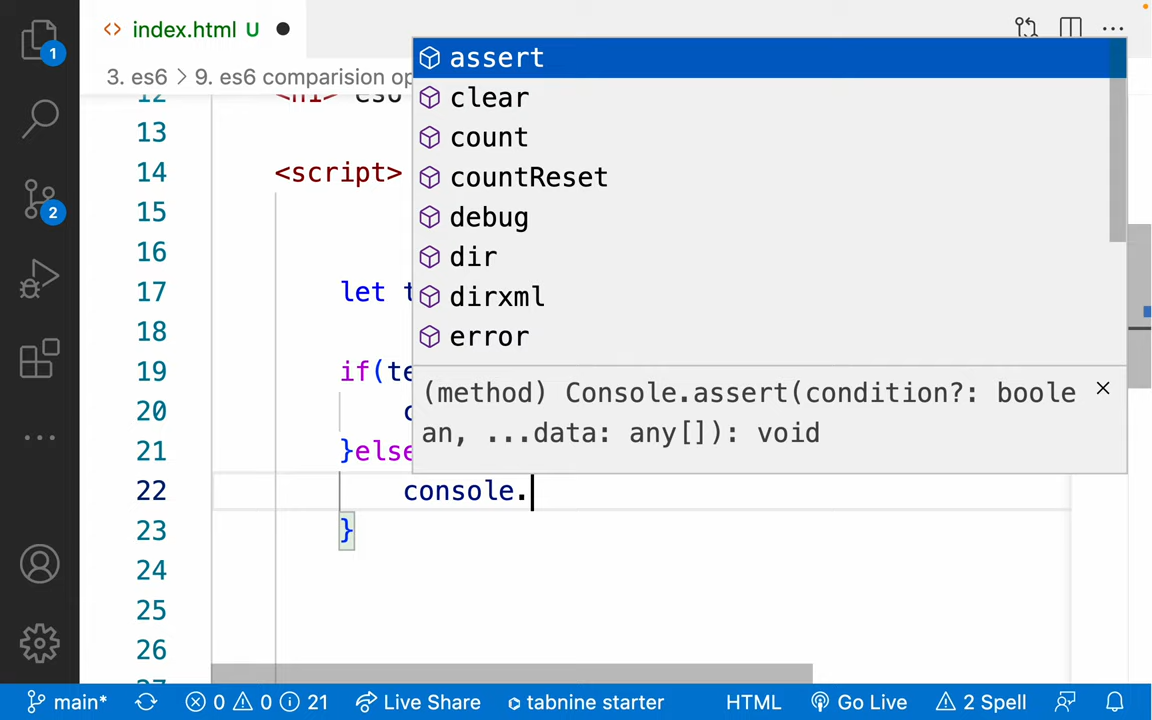 1
<> index.html U
3. es6 > 9. es6 comparision op
12
13
14 <script>
15
16
17 let t
18
19 if(te
20 c
21 }else
22 console.
23 }
24
25
26
assert
clear
count
countReset
debug
dir
dirxml
error
(method) Console.assert(condition?: boole
an, ...data: any[]): void
2
main* 0 0 21 Live Share tabnine starter HTML Go Live 2 Spell